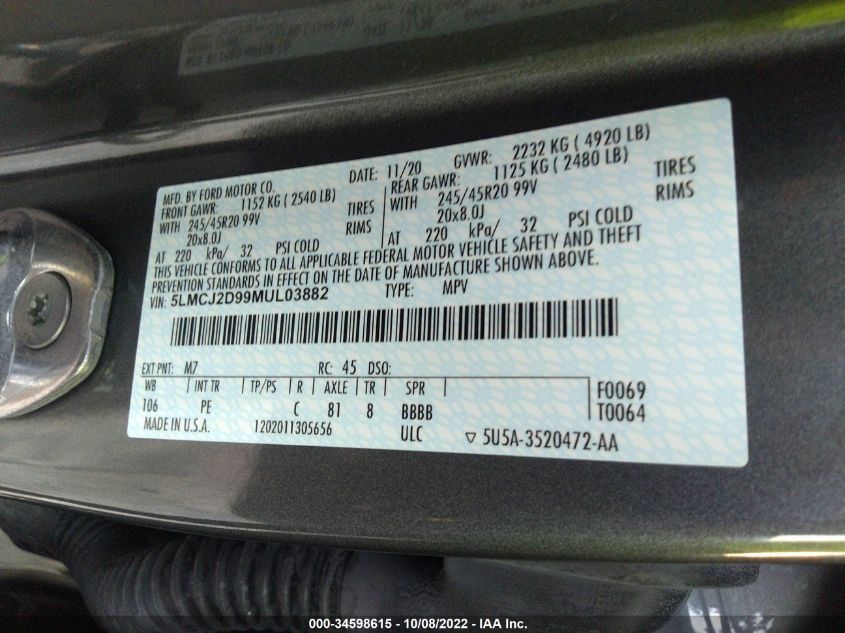 MFD. BY FORD MOTOR CO. DATE: 11/20 GVWR: 2232 KG ( 4920 LB)
FRONT GAWR: 1152 KG ( 2540 LB) REAR GAWR: 1125 KG ( 2480 LB)
WITH 245/45R20 99V TIRES WITH 245/45R20 99V TIRES
20x8.0J RIMS 20x8.0J RIMS
AT 220 kPa/ 32 PSI COLD AT 220 kPa/ 32 PSI COLD
THIS VEHICLE CONFORMS TO ALL APPLICABLE FEDERAL MOTOR VEHICLE SAFETY AND THEFT
PREVENTION STANDARDS IN EFFECT ON THE DATE OF MANUFACTURE SHOWN ABOVE.
VIN: 5LMCJ2D99MUL03882 TYPE: MPV
EXT PNT: M7 RC: 45 DSO:
WB INT TR TP/PS R AXLE TR SPR F0069
106 PE C 81 8 BBBB T0064
MADE IN U.S.A. 1202011305656 ULC ▽ 5U5A-3520472-AA
000-34598615 - 10/08/2022 - IAA Inc.